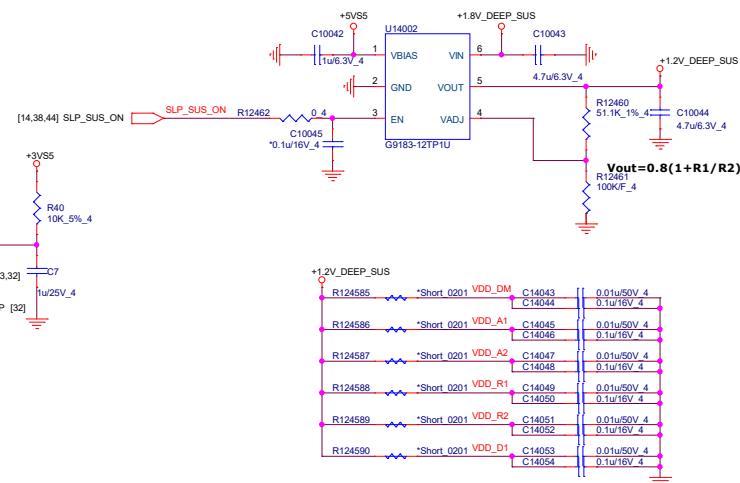 +5VS5
+1.8V_DEEP_SUS
C10042
U14002
C10043
1u/6.3V_4
1 VBIAS VIN 6
4.7u/6.3V_4
+1.2V_DEEP_SUS
2 GND VOUT 5
[14,38,44] SLP_SUS_ON
SLP_SUS_ON
R12462
0_4
3 EN VADJ 4
G9183-12TP1U
C10045
*0.1u/16V_4
R12460
51.1K_1%_4
C10044
4.7u/6.3V_4
R12461
100K/F_4
Vout=0.8(1+R1/R2)
+3VS5
R40
10K_5%_4
3,32]
C7
1u/25V_4
P [32]
+1.2V_DEEP_SUS
R124585 *Short_0201 VDD_DM C14043 0.01u/50V_4
C14044 0.1u/16V_4
R124586 *Short_0201 VDD_A1 C14045 0.01u/50V_4
C14046 0.1u/16V_4
R124587 *Short_0201 VDD_A2 C14047 0.01u/50V_4
C14048 0.1u/16V_4
R124588 *Short_0201 VDD_R1 C14049 0.01u/50V_4
C14050 0.1u/16V_4
R124589 *Short_0201 VDD_R2 C14051 0.01u/50V_4
C14052 0.1u/16V_4
R124590 *Short_0201 VDD_D1 C14053 0.01u/50V_4
C14054 0.1u/16V_4